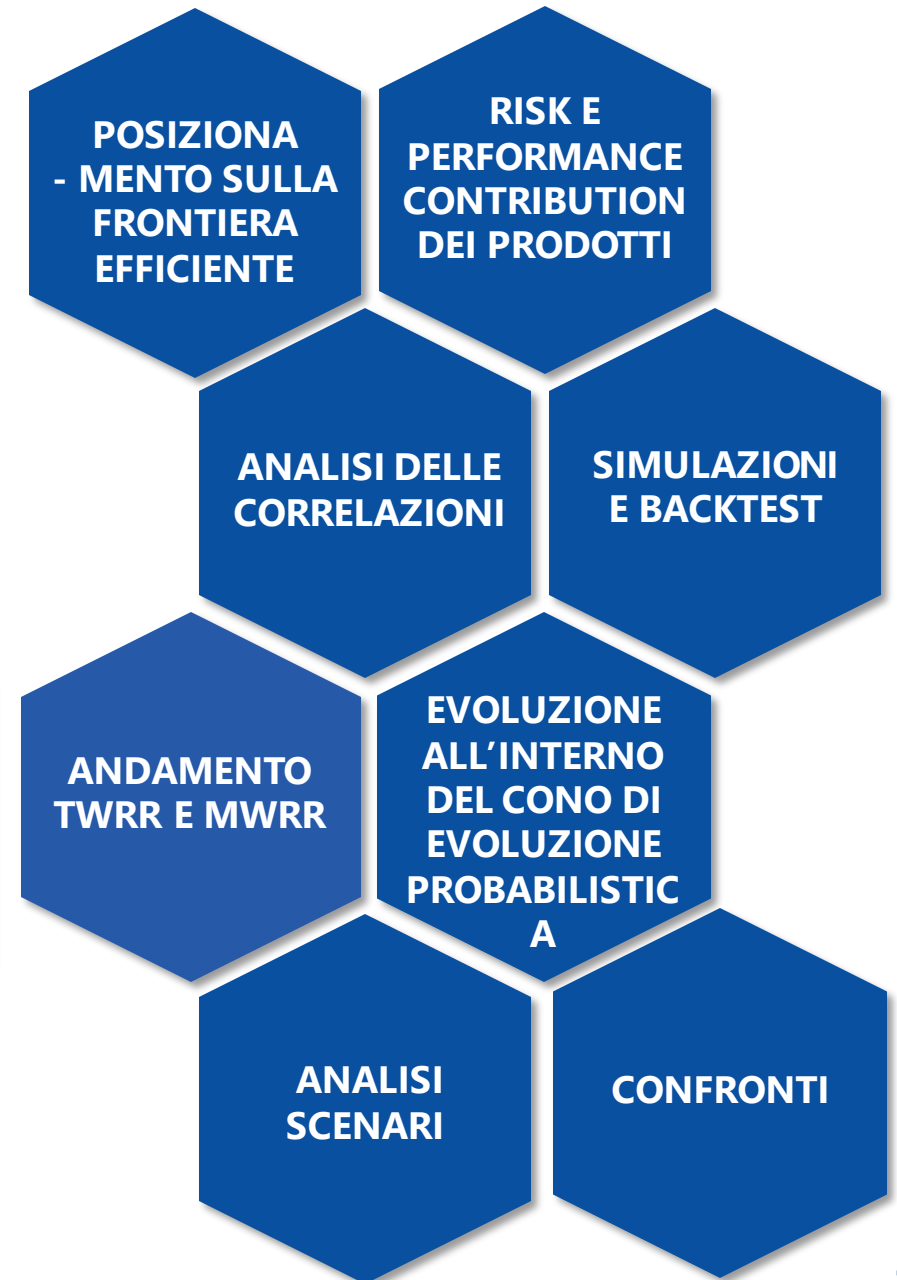 POSIZIONA
- MENTO SULLA
FRONTIERA
EFFICIENTE
RISK E
PERFORMANCE
CONTRIBUTION
DEI PRODOTTI
ANALISI DELLE
CORRELAZIONI
SIMULAZIONI
E BACKTEST
ANDAMENTO
TWRR E MWRR
EVOLUZIONE
ALL'INTERNO
DEL CONO DI
EVOLUZIONE
PROBABILISTIC
A
ANALISI
SCENARI
CONFRONTI